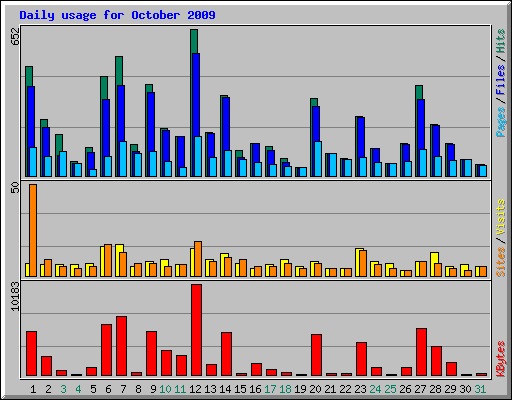 Daily usage for October 2009
652
Pages / Files / Hits
50
Sites / Visits
10183
KBytes
1 2 3 4 5 6 7 8 9 10 11 12 13 14 15 16 17 18 19 20 21 22 23 24 25 26 27 28 29 30 31